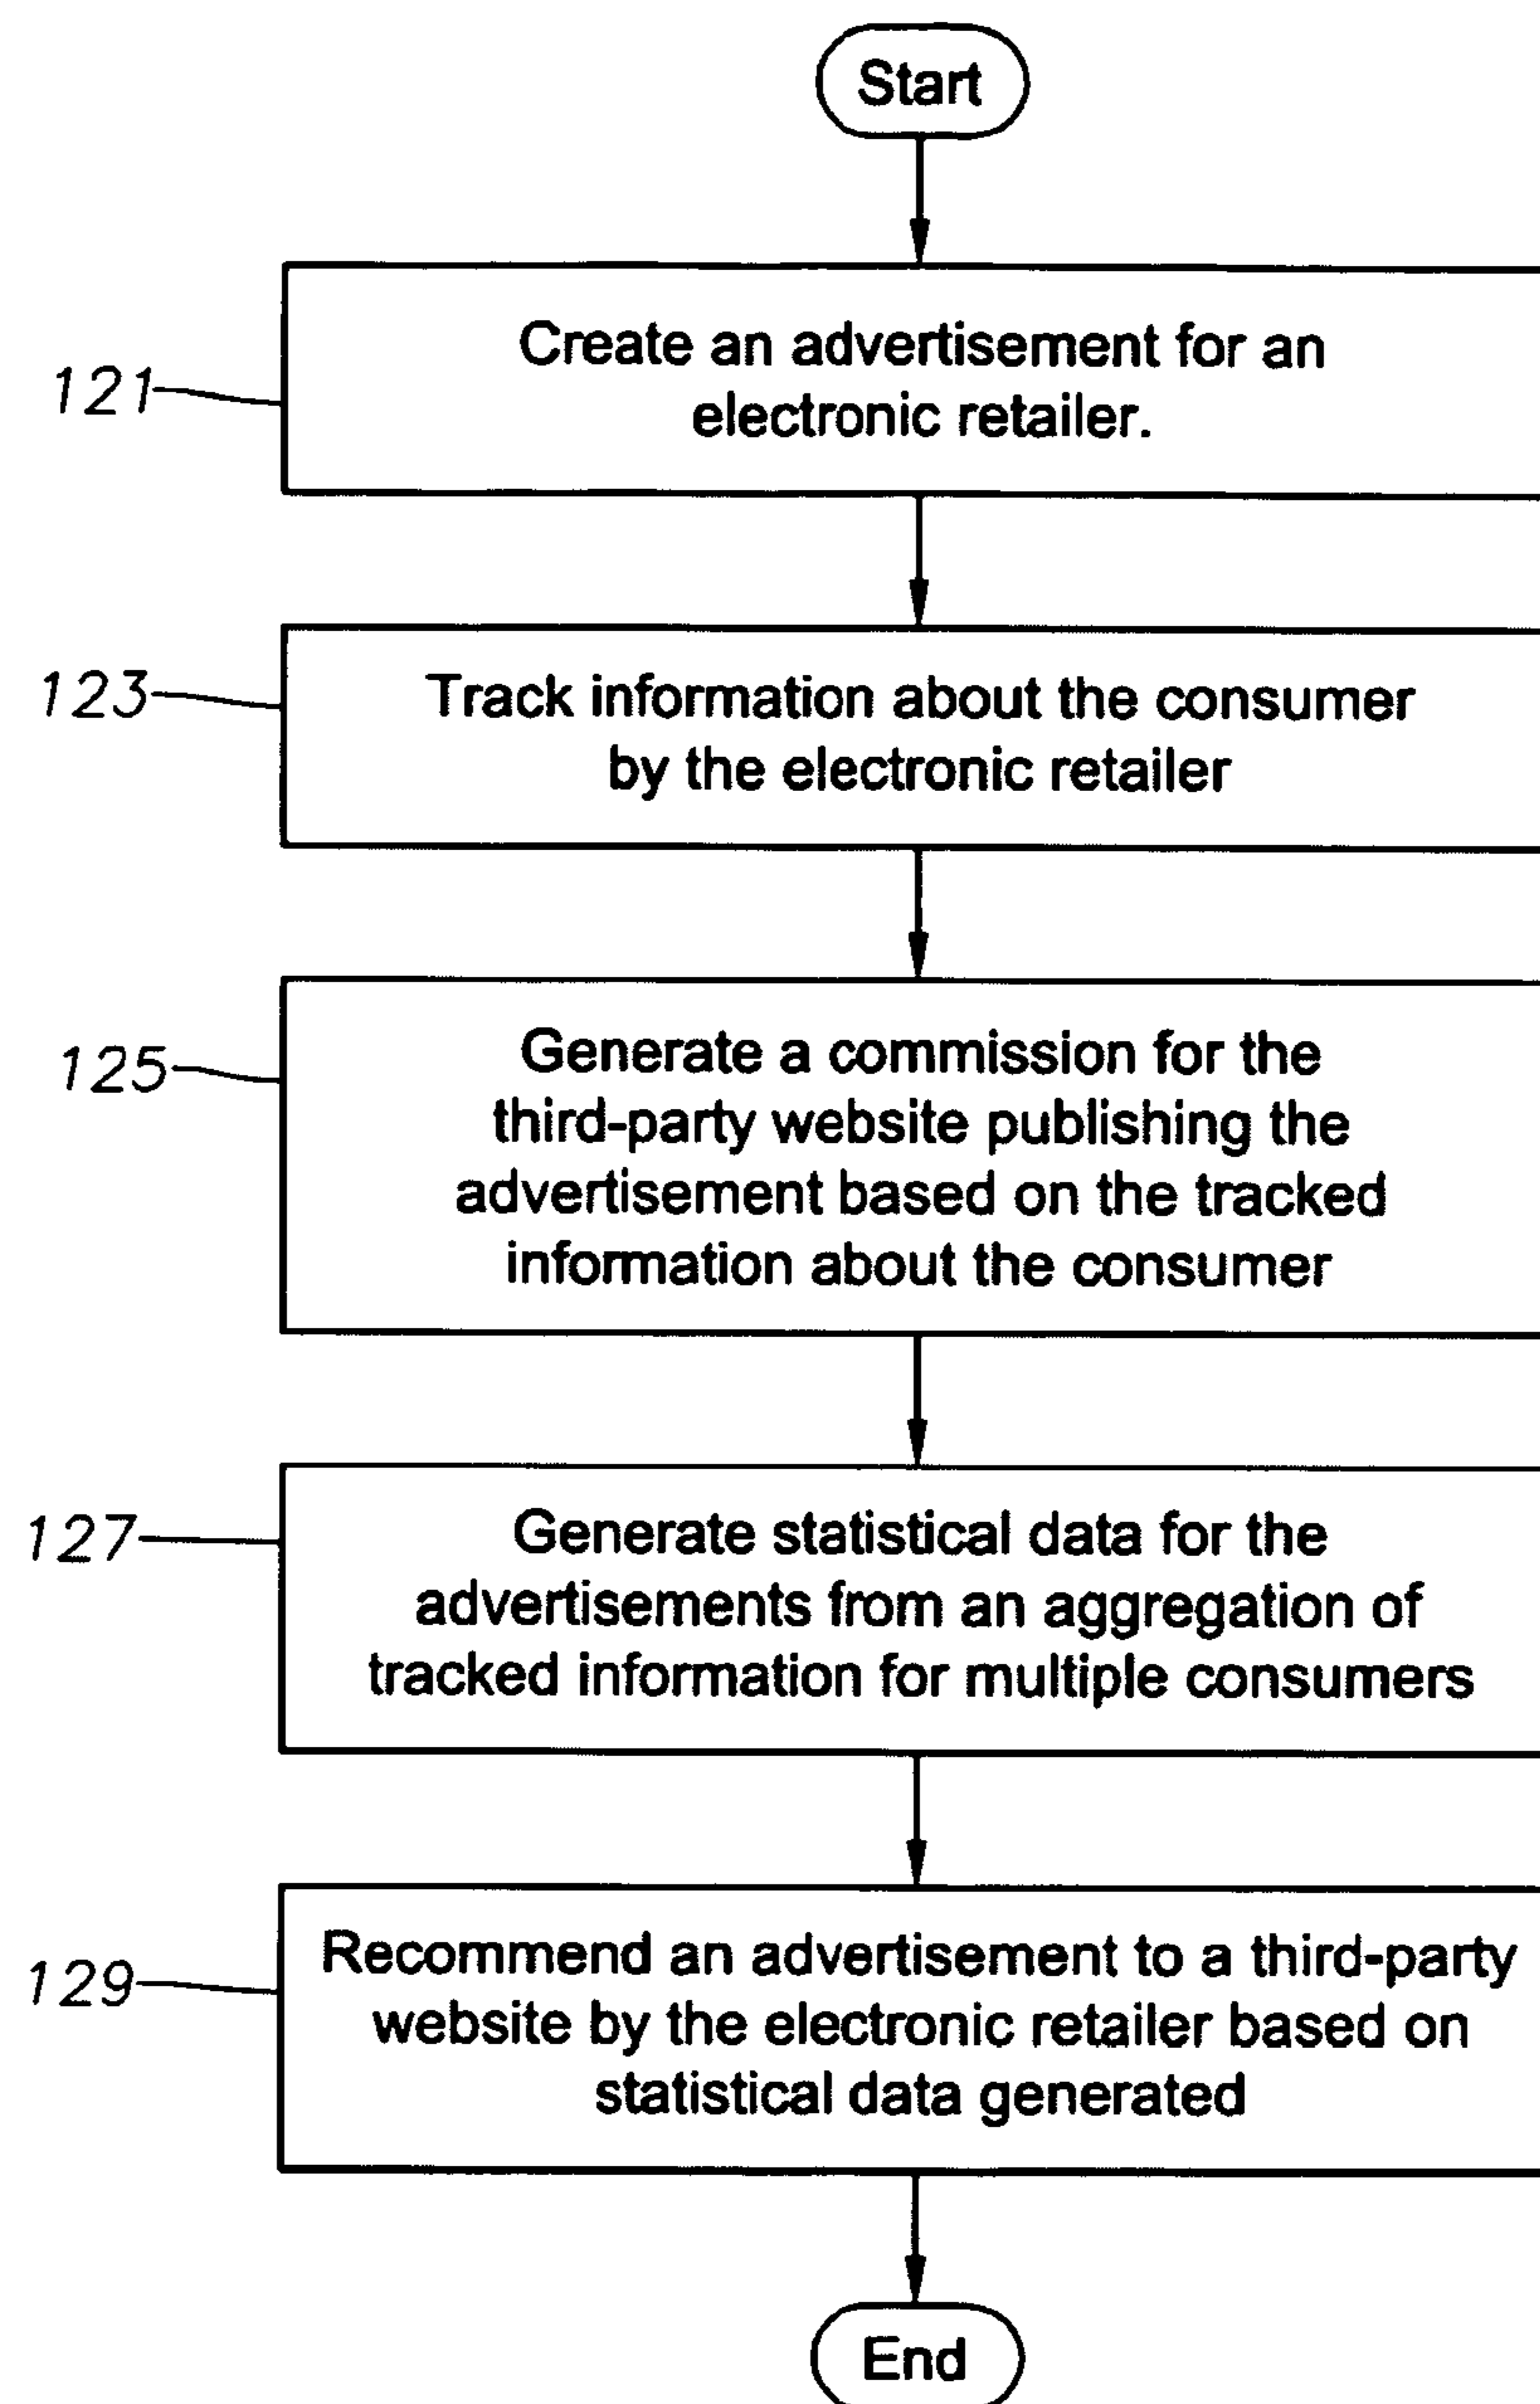 Start
121
Create an advertisement for an
electronic retailer.
123
Track information about the consumer
by the electronic retailer
125
Generate a commission for the
third-party website publishing the
advertisement based on the tracked
information about the consumer
127
Generate statistical data for the
advertisements from an aggregation of
tracked information for multiple consumers
129
Recommend an advertisement to a third-party
website by the electronic retailer based on
statistical data generated
End